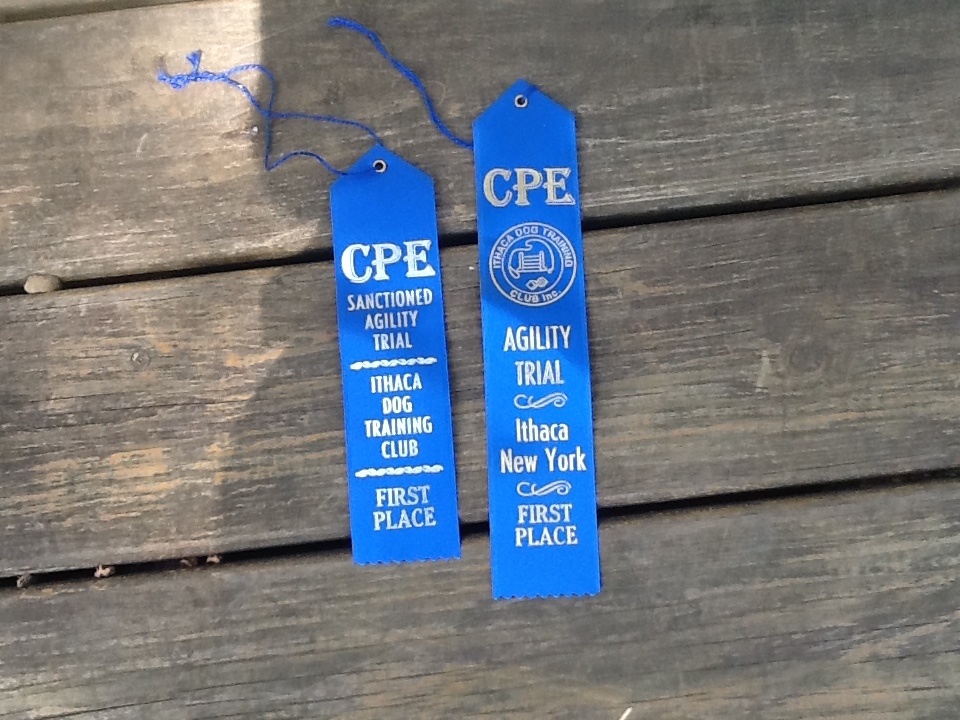 CPE
SANCTIONED
AGILITY
TRIAL
ITHACA
DOG
TRAINING
CLUB
FIRST
PLACE
CPE
ITHACA DOG TRAINING
CLUB Inc.
AGILITY
TRIAL
Ithaca
New York
FIRST
PLACE